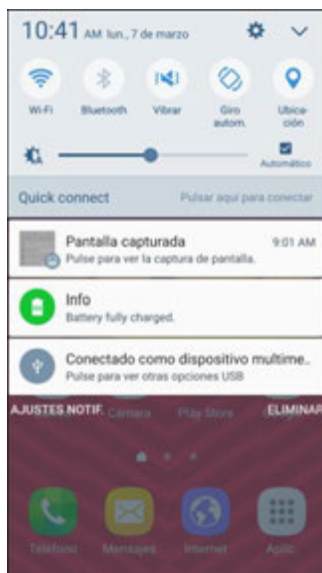 10:41 AM lun., 7 de marzo
Wi-Fi Bluetooth Vibrar Giro autom. Ubica- ción
Automático
Quick connect Pulsar aquí para conectar
Pantalla capturada 9:01 AM
Pulse para ver la captura de pantalla.
Info
Battery fully charged.
Conectado como dispositivo multime..
Pulse para ver otras opciones USB
AJUSTES NOTIF. Cámara Play Store ELIMINAR
Teléfono Mensajes Internet Aplic.